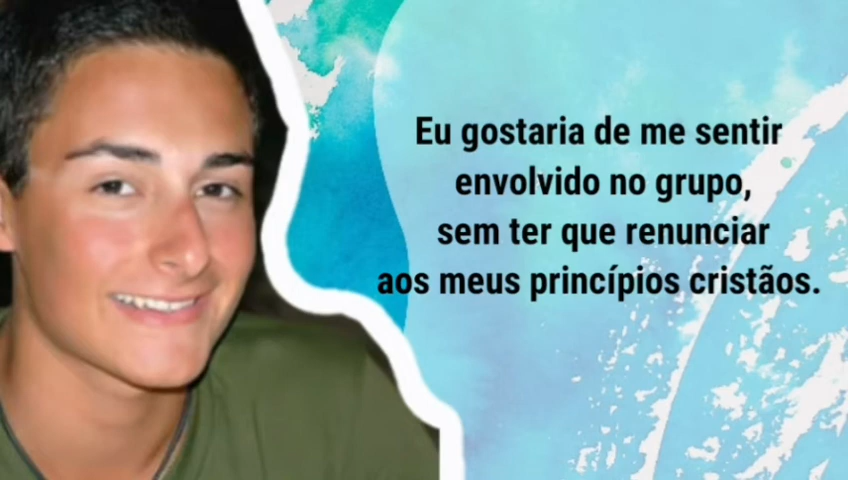 Eu gostaria de me sentir
envolvido no grupo,
sem ter que renunciar
aos meus princípios cristãos.